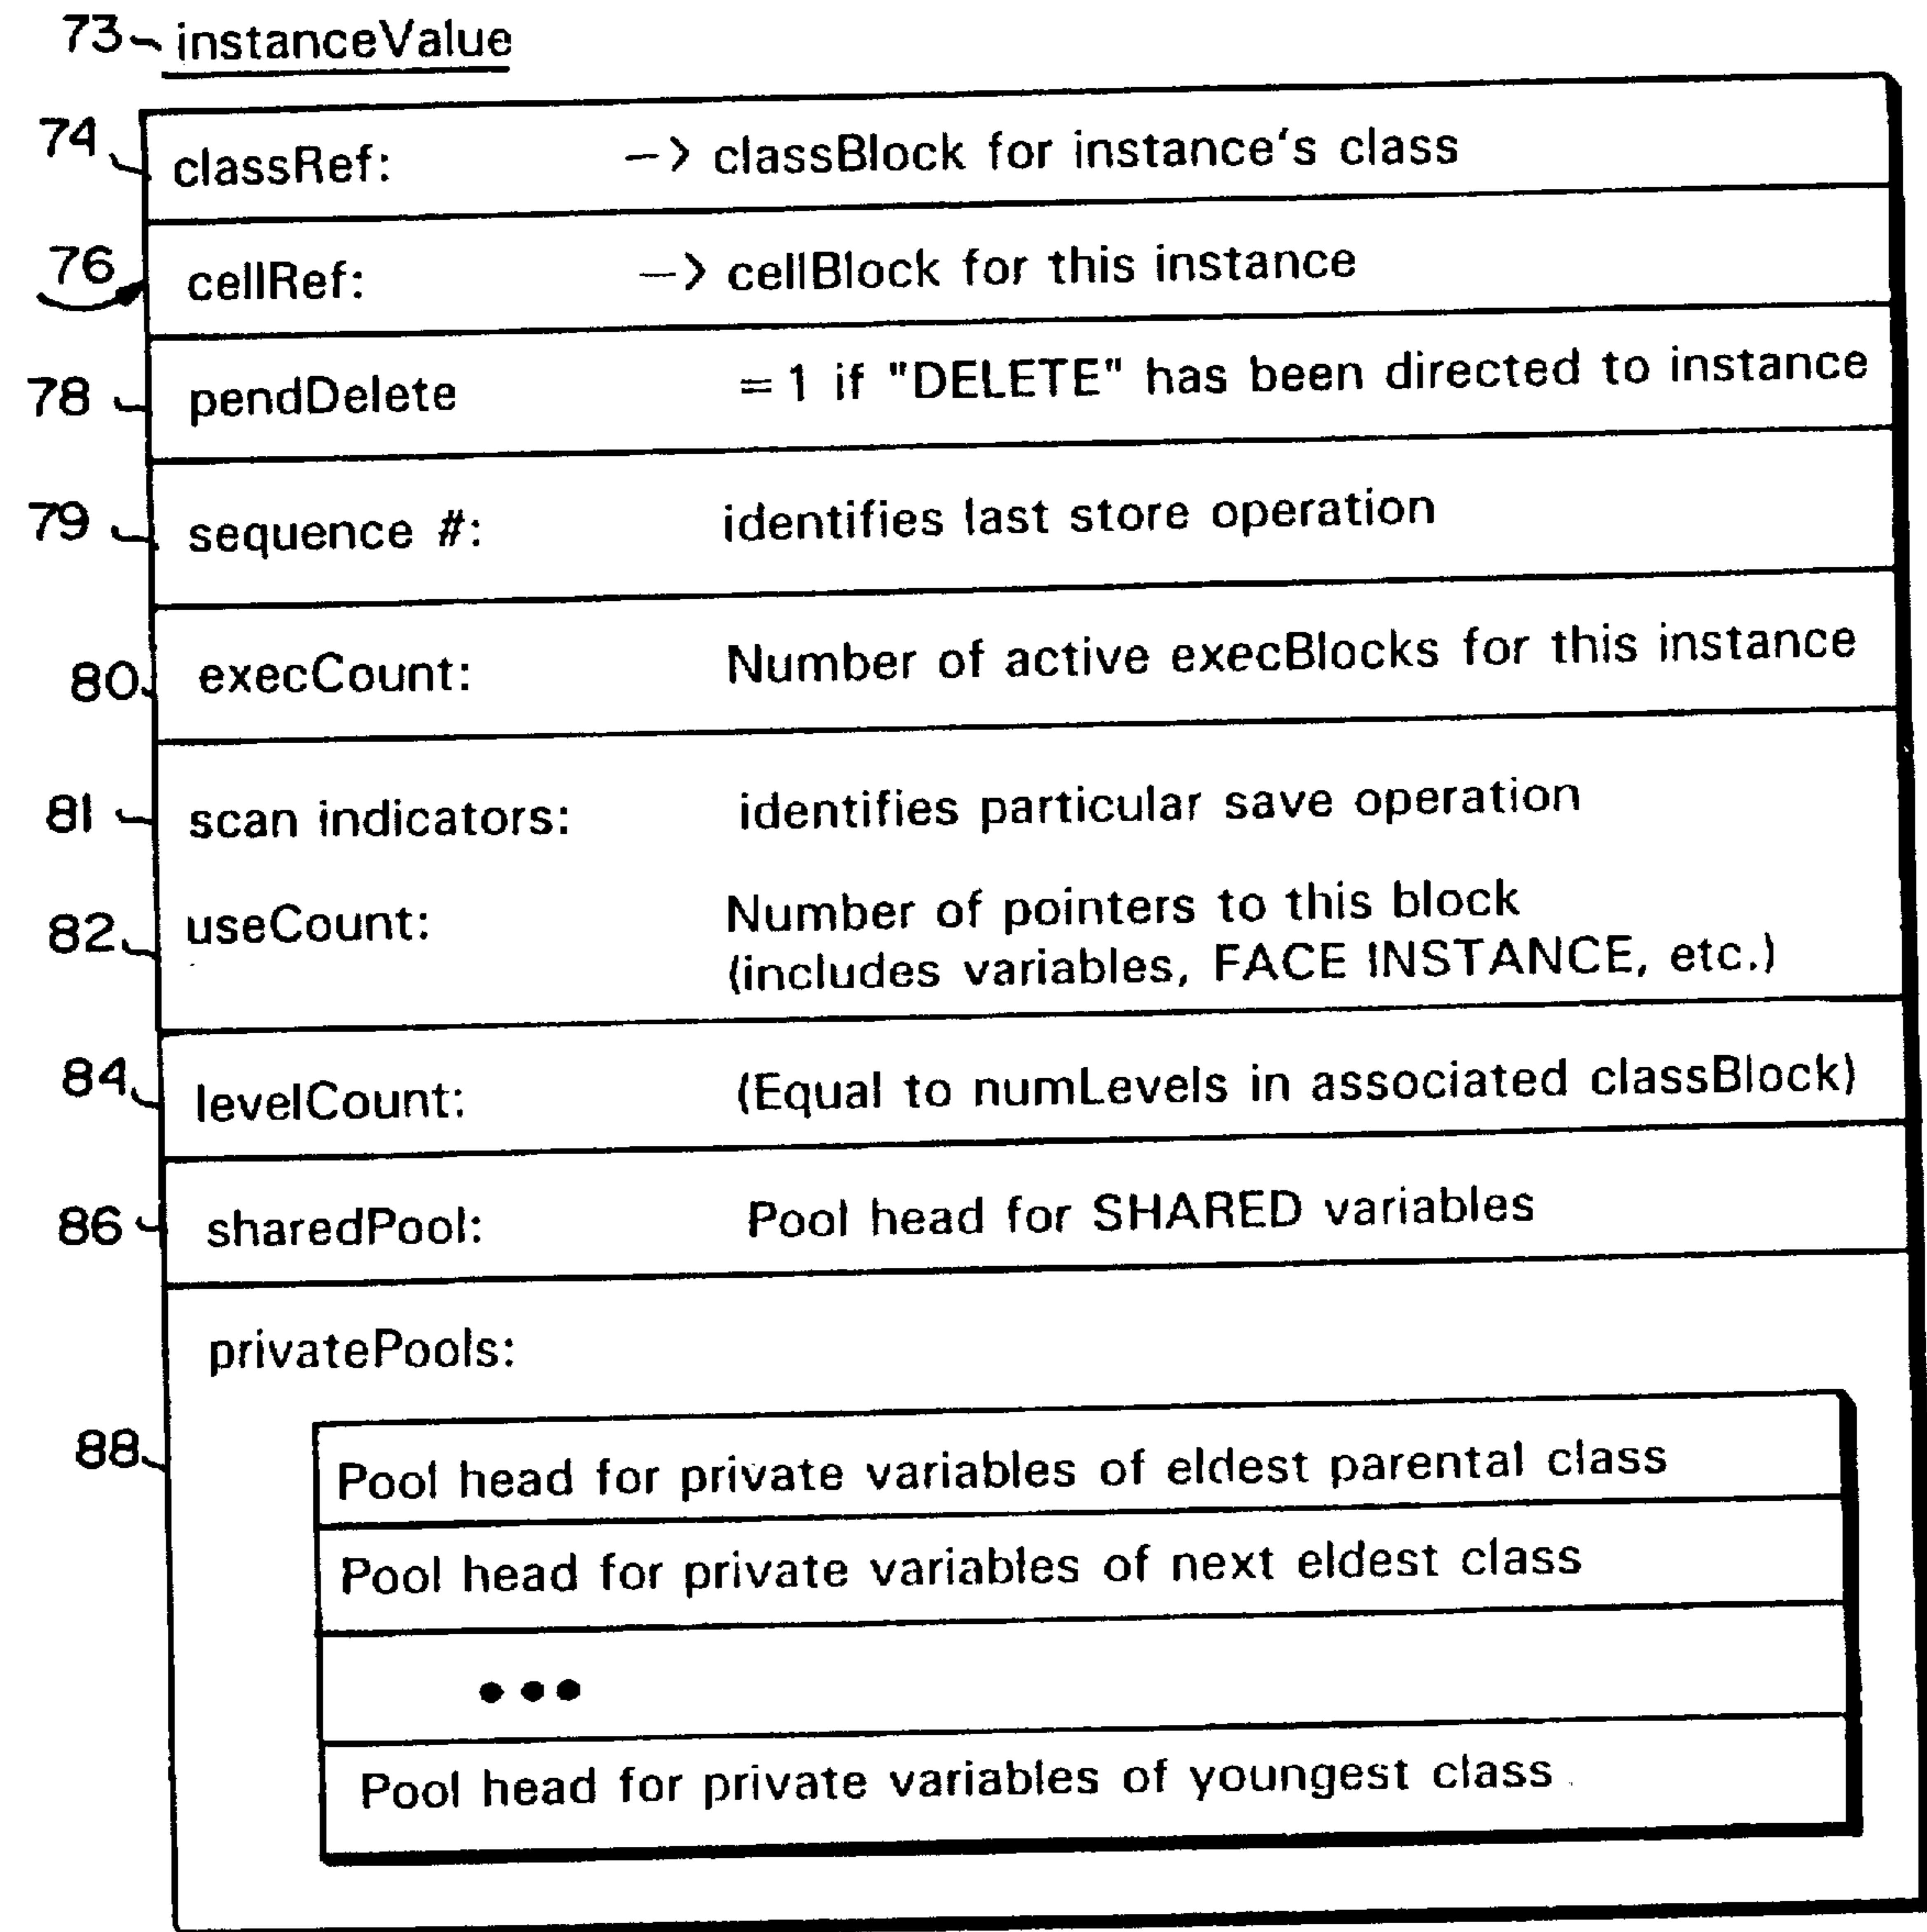 73 instanceValue
74 classRef: —> classBlock for instance's class
76 cellRef: —> cellBlock for this instance
78 pendDelete = 1 if "DELETE" has been directed to instance
79 sequence #: identifies last store operation
80 execCount: Number of active execBlocks for this instance
81 scan indicators: identifies particular save operation
82 useCount: Number of pointers to this block
(includes variables, FACE INSTANCE, etc.)
84 levelCount: (Equal to numLevels in associated classBlock)
86 sharedPool: Pool head for SHARED variables
privatePools:
88
Pool head for private variables of eldest parental class
Pool head for private variables of next eldest class
•••
Pool head for private variables of youngest class